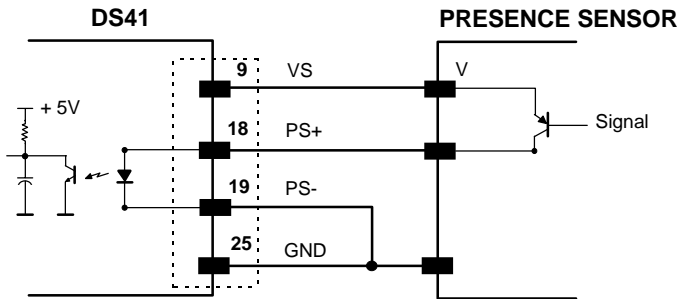 DS41
PRESENCE SENSOR
9 VS V
+ 5V
18 PS+
Signal
19 PS-
25 GND